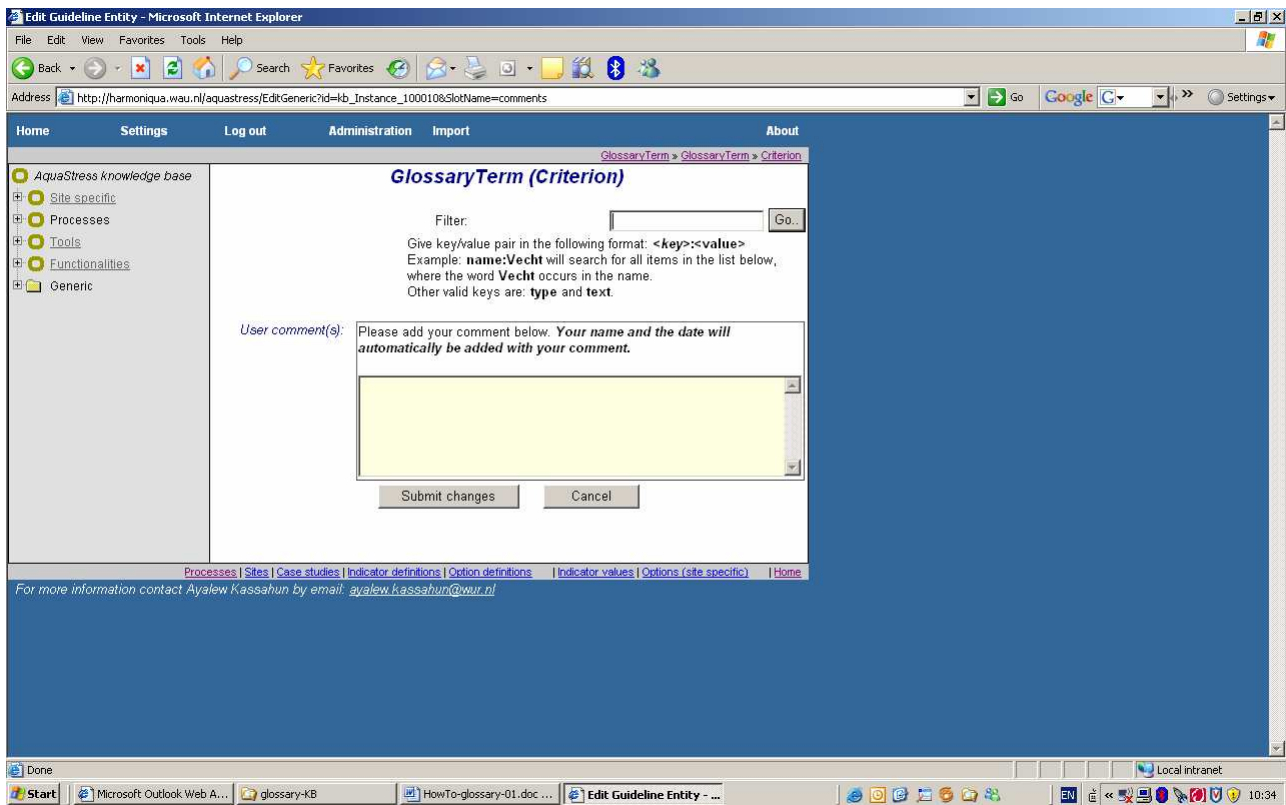 Edit Guideline Entity - Microsoft Internet Explorer
File Edit View Favorites Tools Help
Back Search Favorites
Address http://harmoniqua.wau.nl/aquastress/EditGeneric?id=kb_Instance_100010&SlotName=comments Go Google G Settings
Home Settings Log out Administration Import About
GlossaryTerm » GlossaryTerm » Criterion
AquaStress knowledge base
Site specific
Processes
Tools
Functionalities
Generic
GlossaryTerm (Criterion)
Filter: Go..
Give key/value pair in the following format: <key>:<value>
Example: name:Vecht will search for all items in the list below,
where the word Vecht occurs in the name.
Other valid keys are: type and text.
User comment(s): Please add your comment below. Your name and the date will
automatically be added with your comment.
Submit changes Cancel
Processes | Sites | Case studies | Indicator definitions | Option definitions | Indicator values | Options (site specific) | Home
For more information contact Ayalew Kassahun by email: ayalew.kassahun@wur.nl
Done Local intranet
Start Microsoft Outlook Web A... glossary-KB HowTo-glossary-01.doc ... Edit Guideline Entity - ... EN 10:34